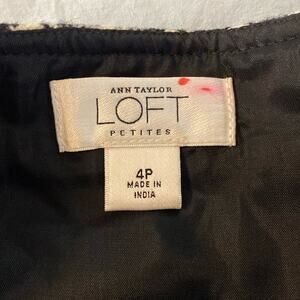 ANN TAYLOR
LOFT
PETITES
4P
MADE IN
INDIA